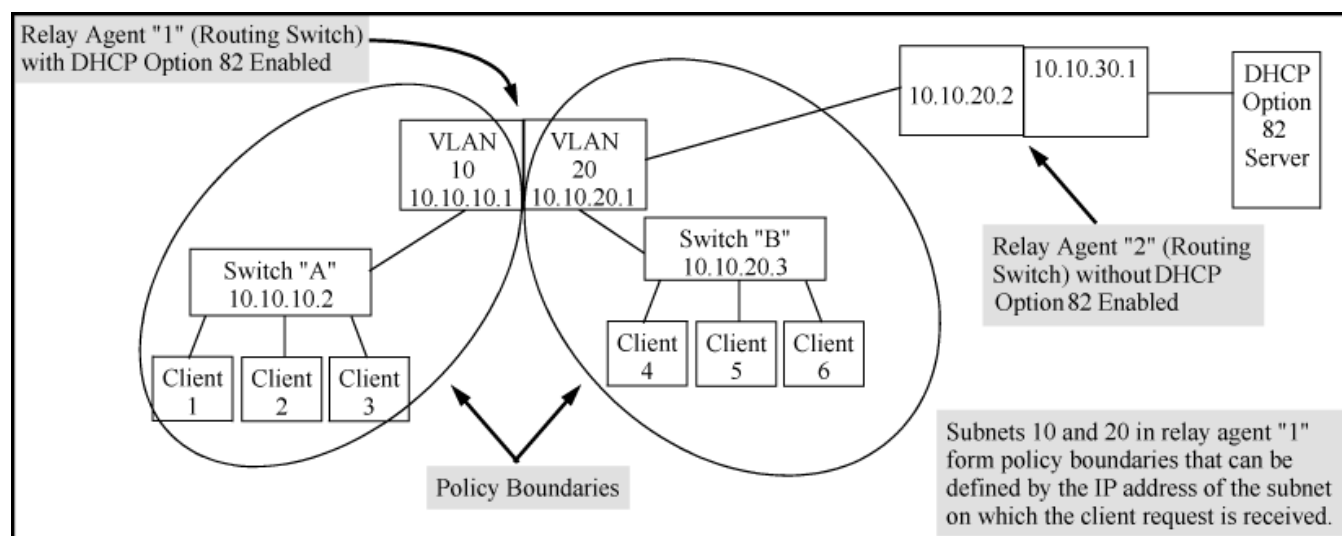 Relay Agent "1" (Routing Switch)
with DHCP Option 82 Enabled
VLAN
10
10.10.10.1
VLAN
20
10.10.20.1
10.10.20.2
10.10.30.1
DHCP
Option
82
Server
Switch "A"
10.10.10.2
Switch "B"
10.10.20.3
Relay Agent "2" (Routing
Switch) without DHCP
Option 82 Enabled
Client
1
Client
2
Client
3
Client
4
Client
5
Client
6
Policy Boundaries
Subnets 10 and 20 in relay agent "1"
form policy boundaries that can be
defined by the IP address of the subnet
on which the client request is received.